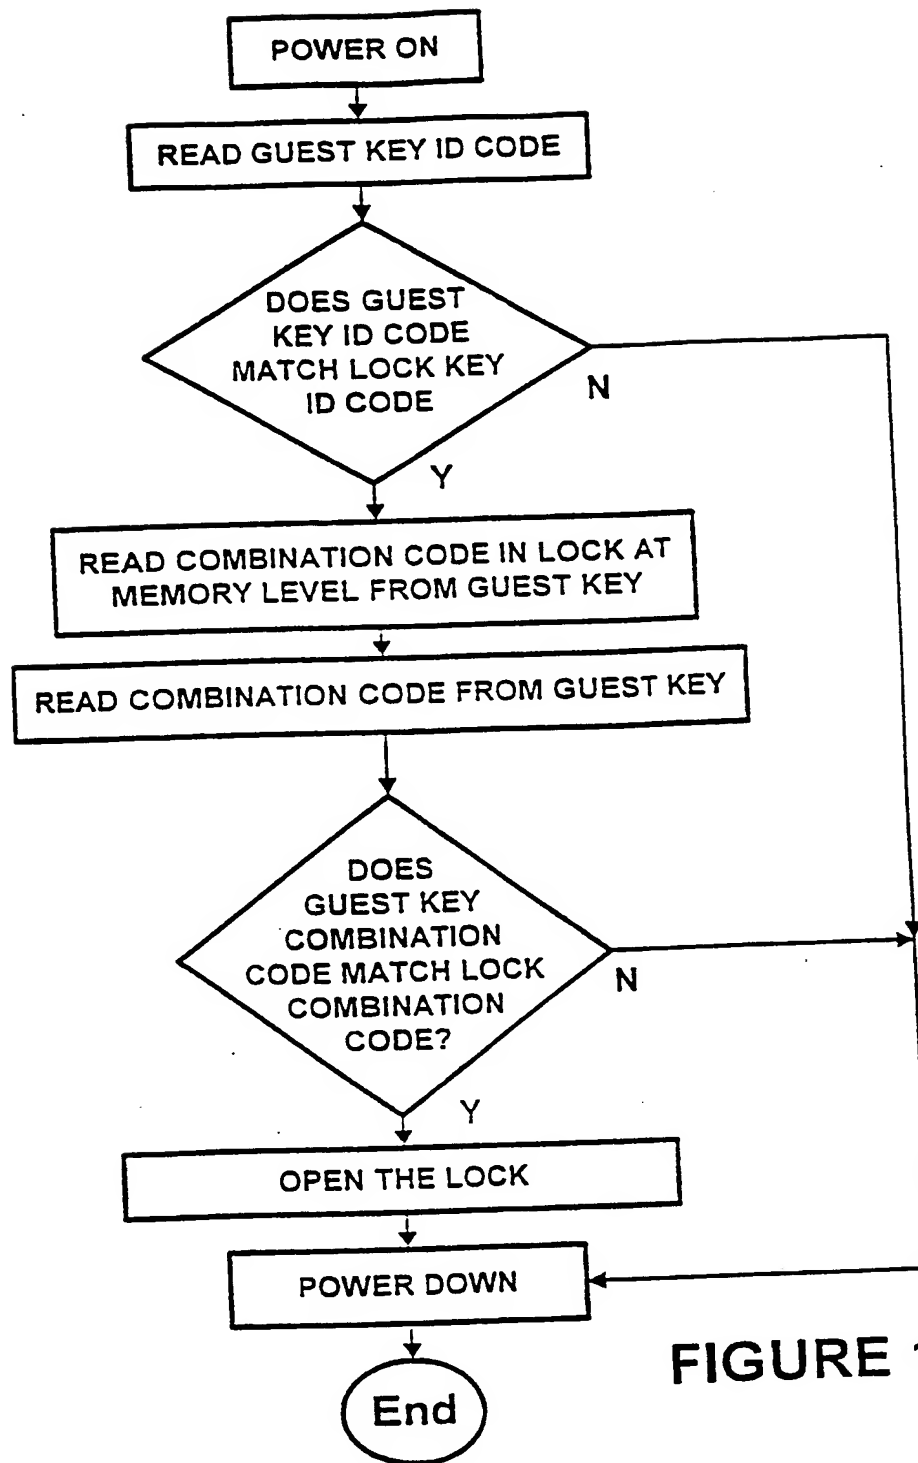 POWER ON
READ GUEST KEY ID CODE
DOES GUEST
KEY ID CODE
MATCH LOCK KEY
ID CODE
N
Y
READ COMBINATION CODE IN LOCK AT
MEMORY LEVEL FROM GUEST KEY
READ COMBINATION CODE FROM GUEST KEY
DOES
GUEST KEY
COMBINATION
CODE MATCH LOCK
COMBINATION
CODE?
N
Y
OPEN THE LOCK
POWER DOWN
FIGURE
End